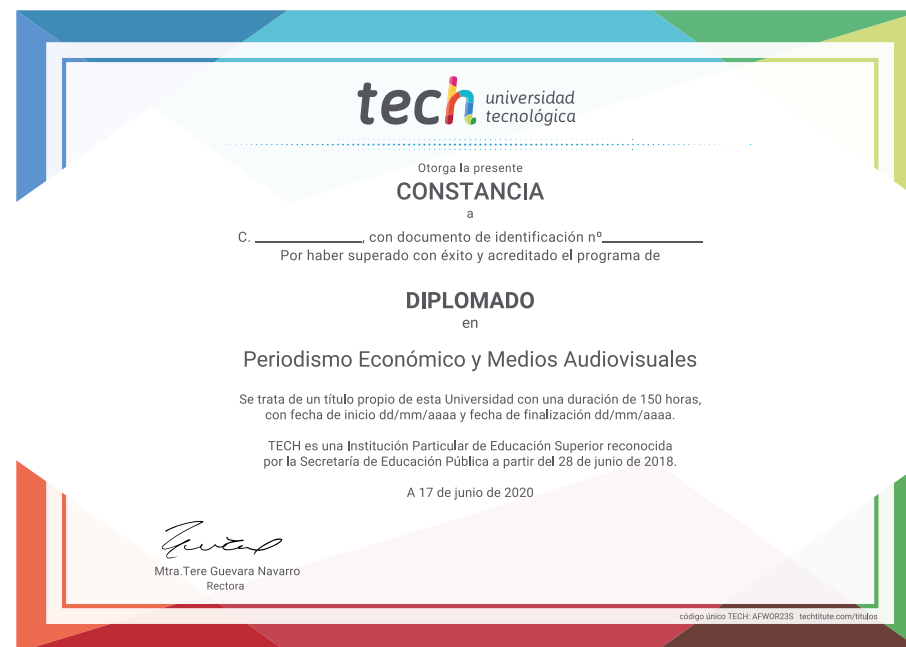 tech universidad
tecnológica
Otorga la presente
CONSTANCIA
a
C. ______________, con documento de identificación nº_____________
Por haber superado con éxito y acreditado el programa de
DIPLOMADO
en
Periodismo Económico y Medios Audiovisuales
Se trata de un título propio de esta Universidad con una duración de 150 horas,
con fecha de inicio dd/mm/aaaa y fecha de finalización dd/mm/aaaa.
TECH es una Institución Particular de Educación Superior reconocida
por la Secretaría de Educación Pública a partir del 28 de junio de 2018.
A 17 de junio de 2020
Mtra.Tere Guevara Navarro
Rectora
código único TECH: AFWOR23S techtitute.com/titulos